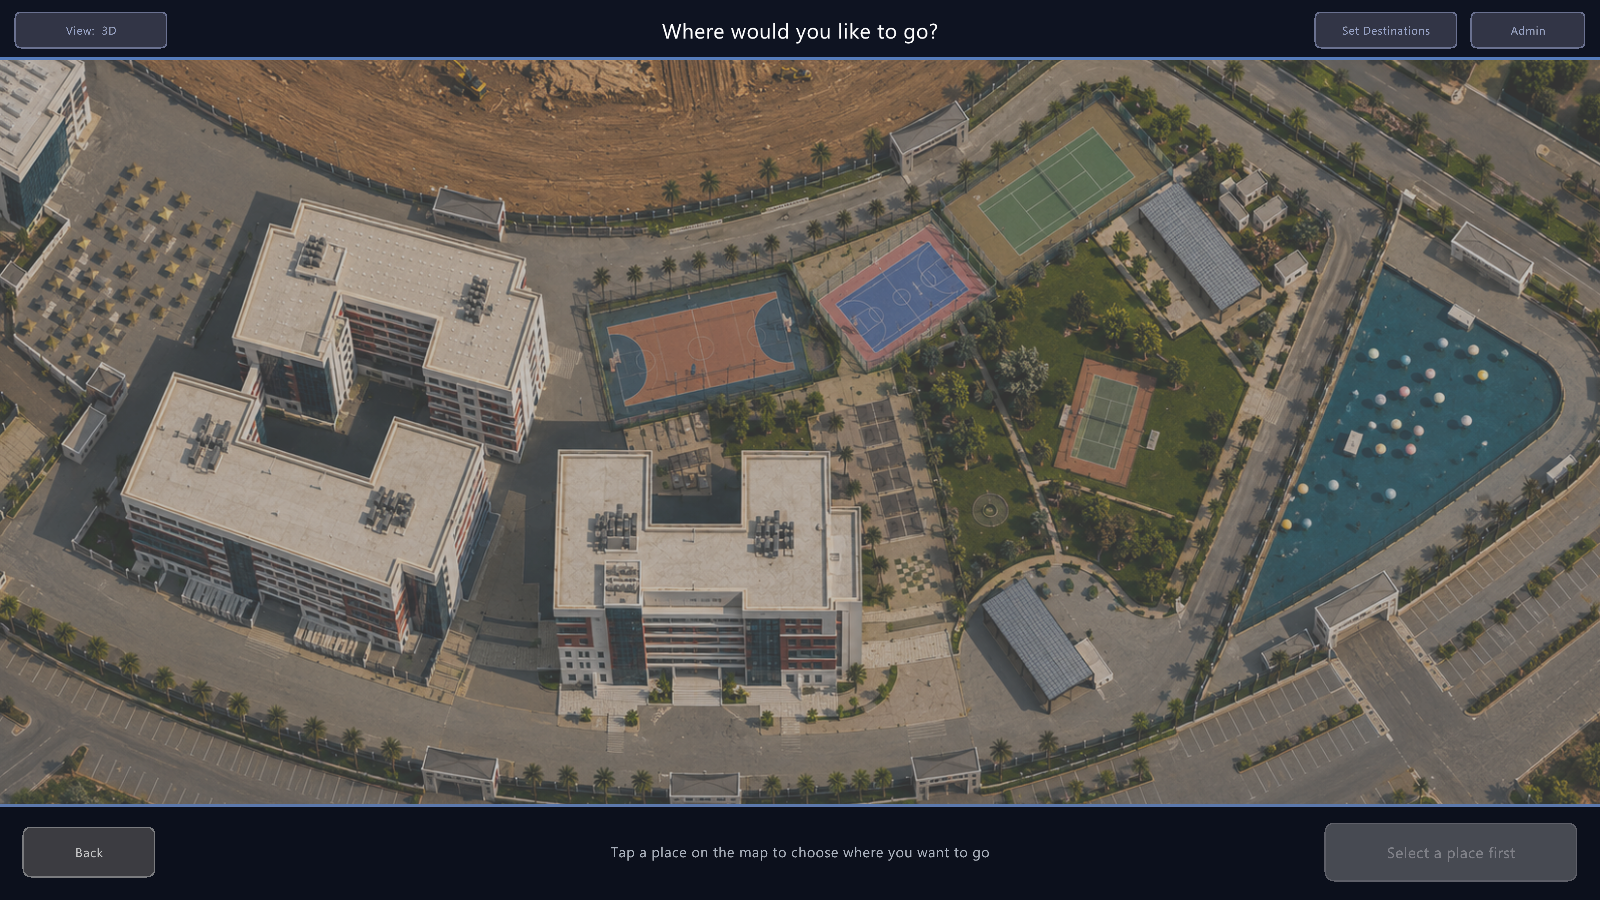 View: 3D
Where would you like to go?
Set Destinations
Admin
Back
Tap a place on the map to choose where you want to go
Select a place first